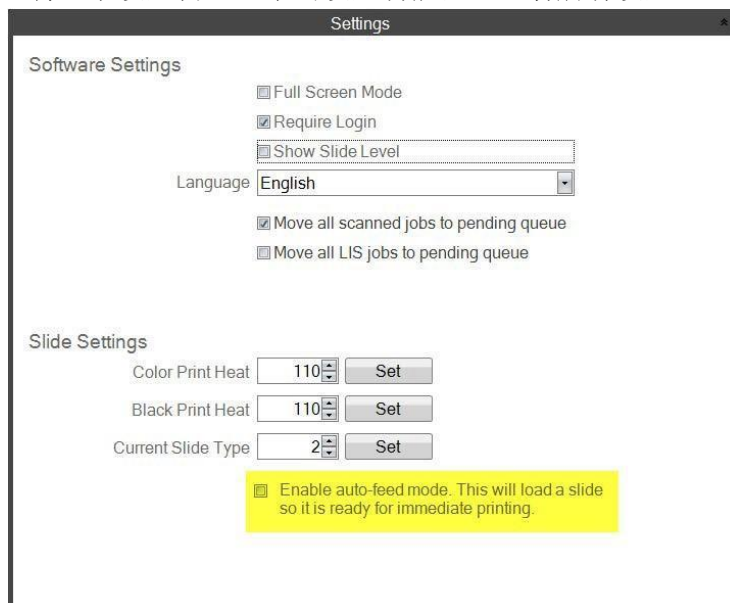 Settings
Software Settings
Full Screen Mode
Require Login
Show Slide Level
Language English
Move all scanned jobs to pending queue
Move all LIS jobs to pending queue
Slide Settings
Color Print Heat 110 Set
Black Print Heat 110 Set
Current Slide Type 2 Set
Enable auto-feed mode. This will load a slide
so it is ready for immediate printing.